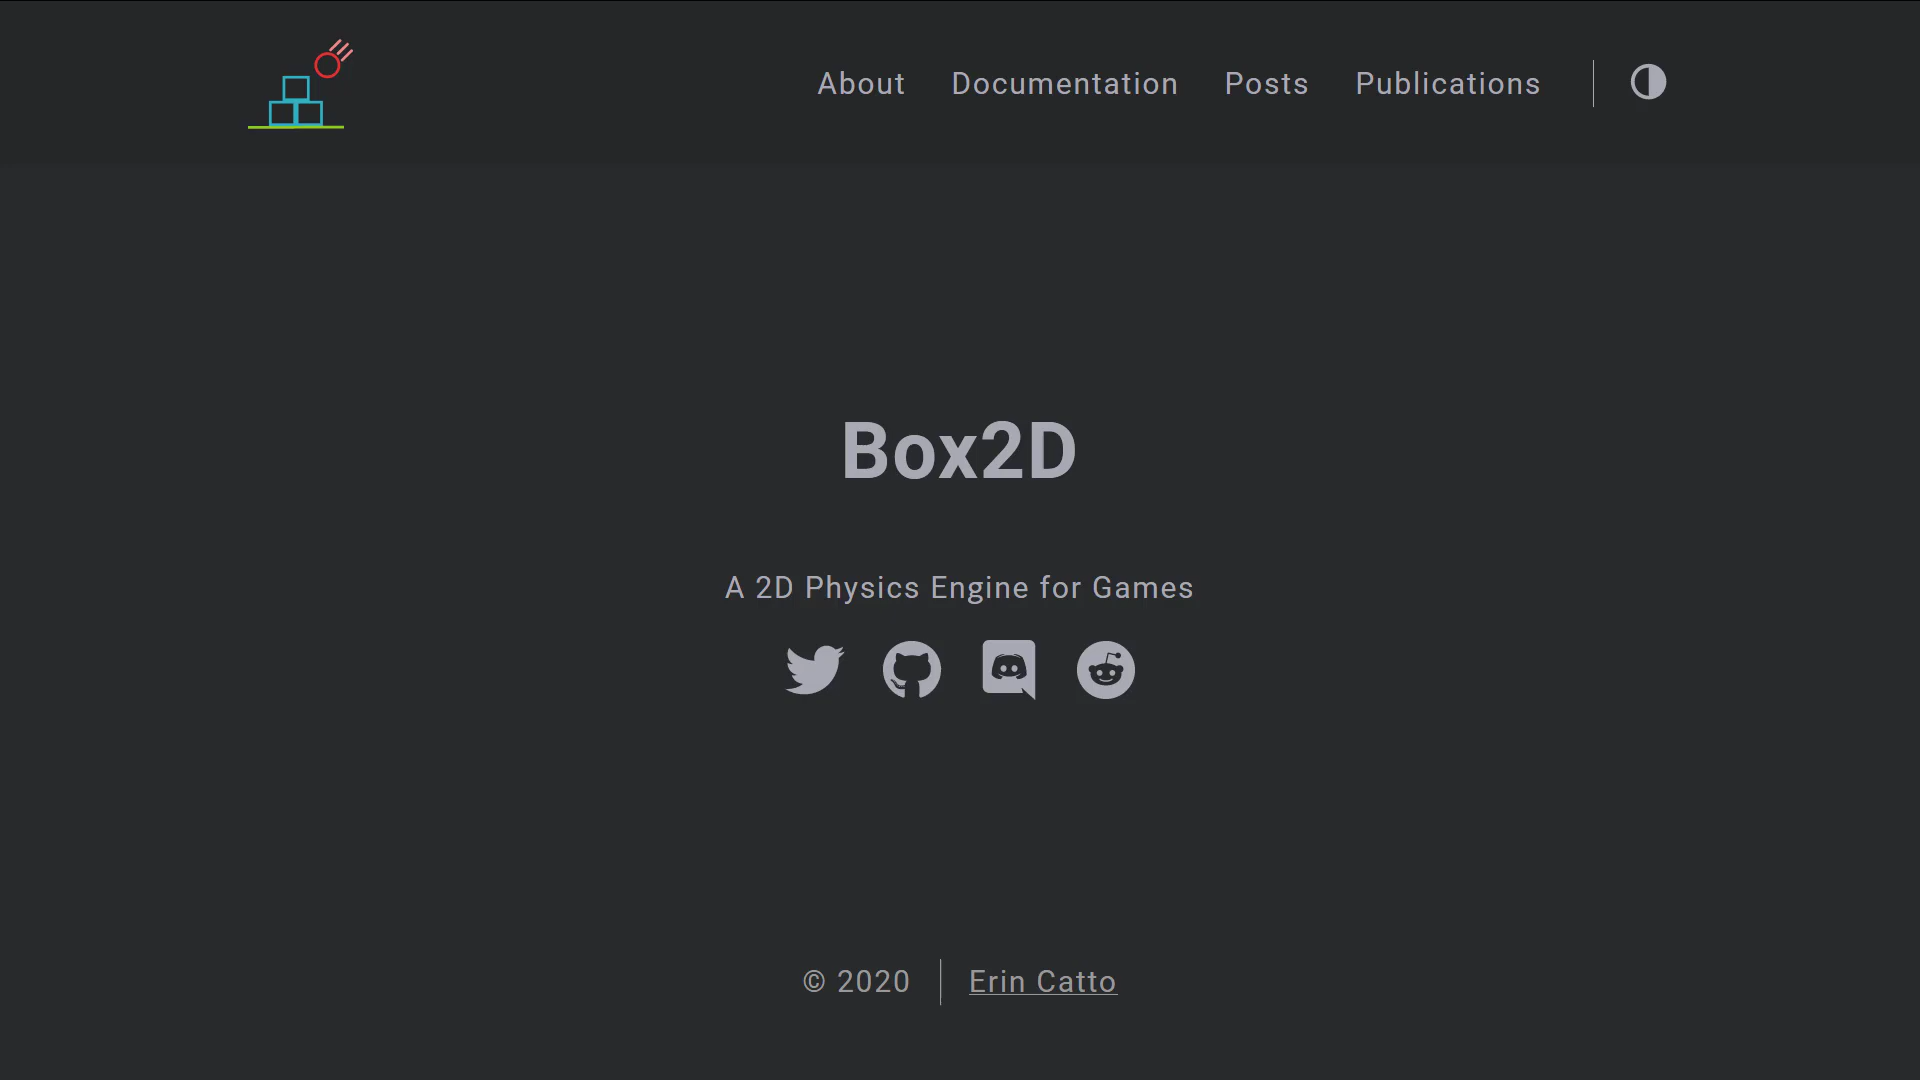 About Documentation Posts Publications
Box2D
A 2D Physics Engine for Games
© 2020 Erin Catto